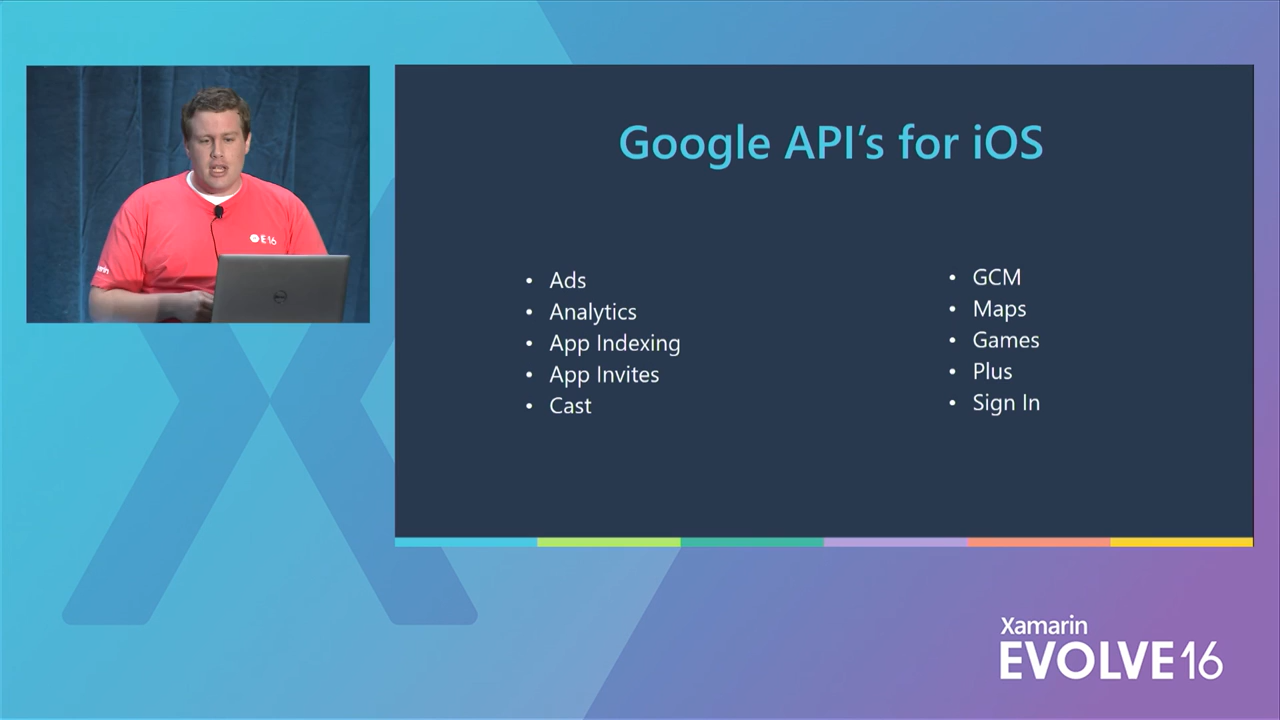 Google API's for iOS
• Ads
• Analytics
• App Indexing
• App Invites
• Cast
• GCM
• Maps
• Games
• Plus
• Sign In
E16
Xamarin
EVOLVE16